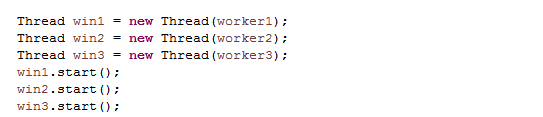 Thread win1 = new Thread(worker1);
Thread win2 = new Thread(worker2);
Thread win3 = new Thread(worker3);
win1.start();
win2.start();
win3.start();